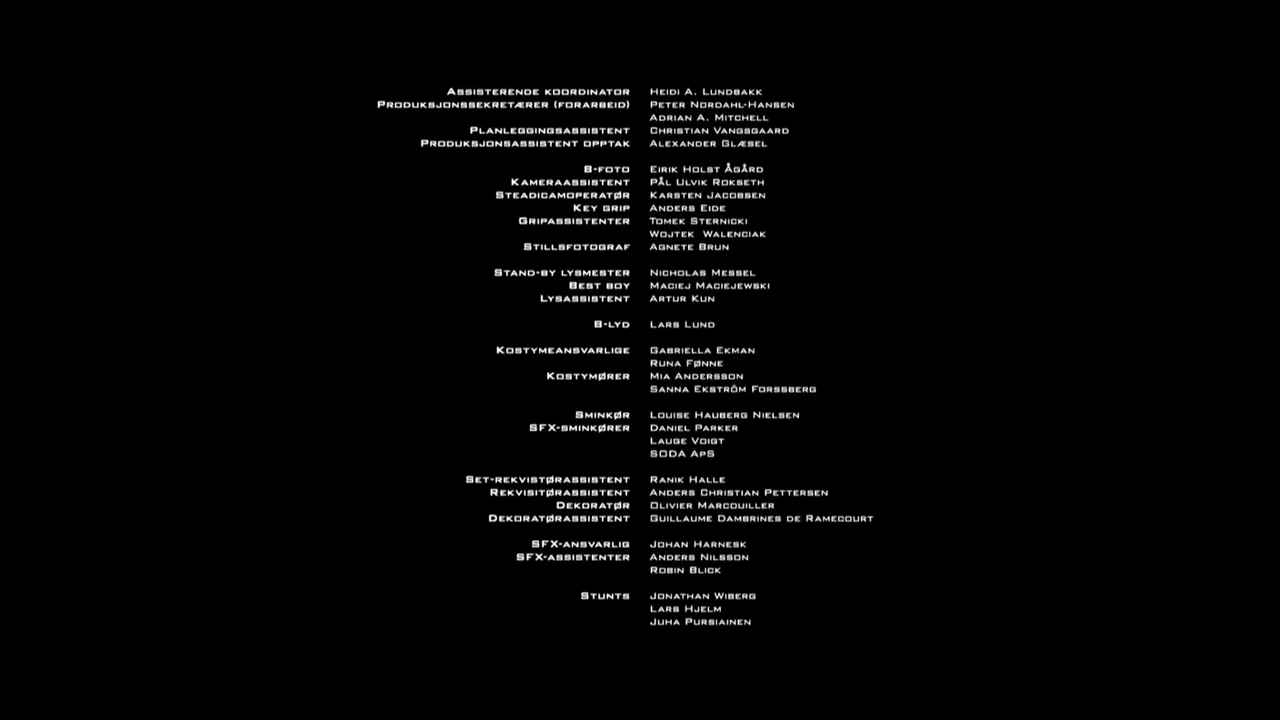 Assisterende koordinator Heidi A. Lundbakk
Produksjonssekretærer (forarbeid) Peter Nordahl-Hansen
Adrian A. Mitchell
Planleggingsassistent Christian Vangsgaard
Produksjonsassistent opptak Alexander Glæsel
B-foto Eirik Holst Ågård
Kameraassistent Pål Ulvik Rokseth
Steadicamoperatør Karsten Jacobsen
Key grip Anders Eide
Gripassistenter Tomek Sternicki
Wojtek Walenciak
Stillsfotograf Agnete Brun
Stand-by lysmester Nicholas Messel
Best boy Maciej Maciejewski
Lysassistent Artur Kun
B-lyd Lars Lund
Kostymeansvarlige Gabriella Ekman
Runa Fønne
Kostymører Mia Andersson
Sanna Ekström Forssberg
Sminkør Louise Hauberg Nielsen
SFX-sminkører Daniel Parker
Lauge Voigt
SODA ApS
Set-rekvistørassistent Ranik Halle
Rekvisitørassistent Anders Christian Pettersen
Dekoratør Olivier Marcouiller
Dekoratørassistent Guillaume Dambrines de Ramecourt
SFX-ansvarlig Johan Harnesk
SFX-assistenter Anders Nilsson
Robin Blick
Stunts Jonathan Wiberg
Lars Hjelm
Juha Pursiainen